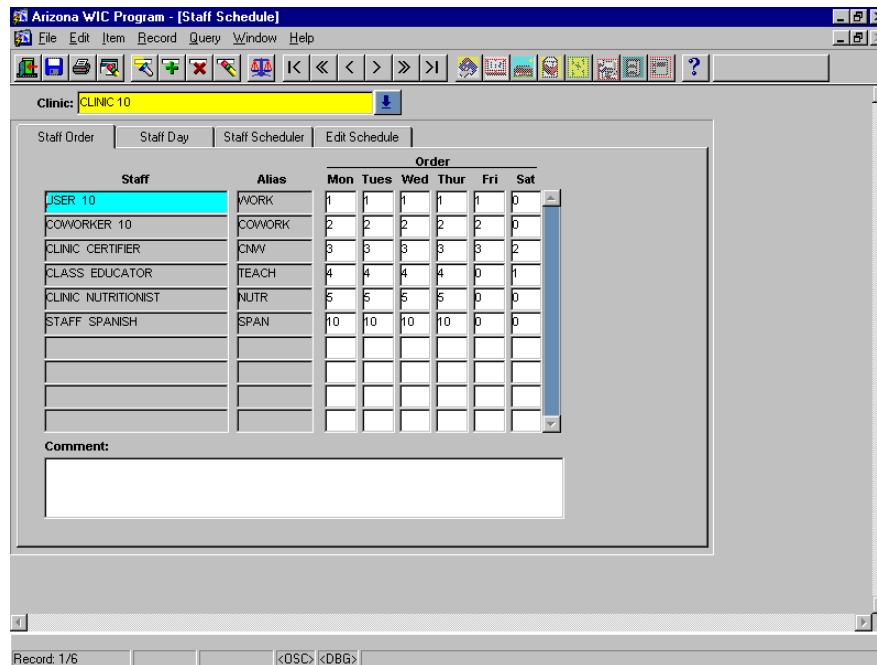 Arizona WIC Program - [Staff Schedule]
File Edit Item Record Query Window Help
Clinic: CLINIC 10
Staff Order Staff Day Staff Scheduler Edit Schedule
Order
Staff Alias Mon Tues Wed Thur Fri Sat
USER 10 WORK 1 1 1 1 1 0
COWORKER 10 COWORK 2 2 2 2 2 0
CLINIC CERTIFIER CNW 3 3 3 3 3 2
CLASS EDUCATOR TEACH 4 4 4 4 0 1
CLINIC NUTRITIONIST NUTR 5 5 5 5 0 0
STAFF SPANISH SPAN 10 10 10 10 0 0
Comment:
Record: 1/6 <OSC> <DBG>